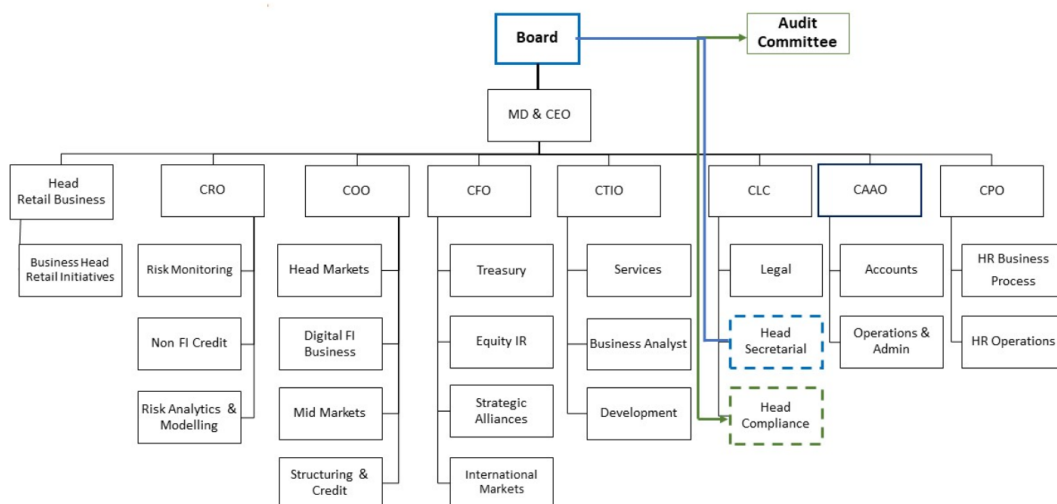 Board
Audit
Committee
MD & CEO
Head
Retail Business
CRO
COO
CFO
CTIO
CLC
CAAO
CPO
Business Head
Retail Initiatives
Risk Monitoring
Head Markets
Treasury
Services
Legal
Accounts
HR Business
Process
Non FI Credit
Digital FI
Business
Equity IR
Business Analyst
Head
Secretarial
Operations &
Admin
HR Operations
Risk Analytics &
Modelling
Mid Markets
Strategic
Alliances
Development
Head
Compliance
Structuring &
Credit
International
Markets